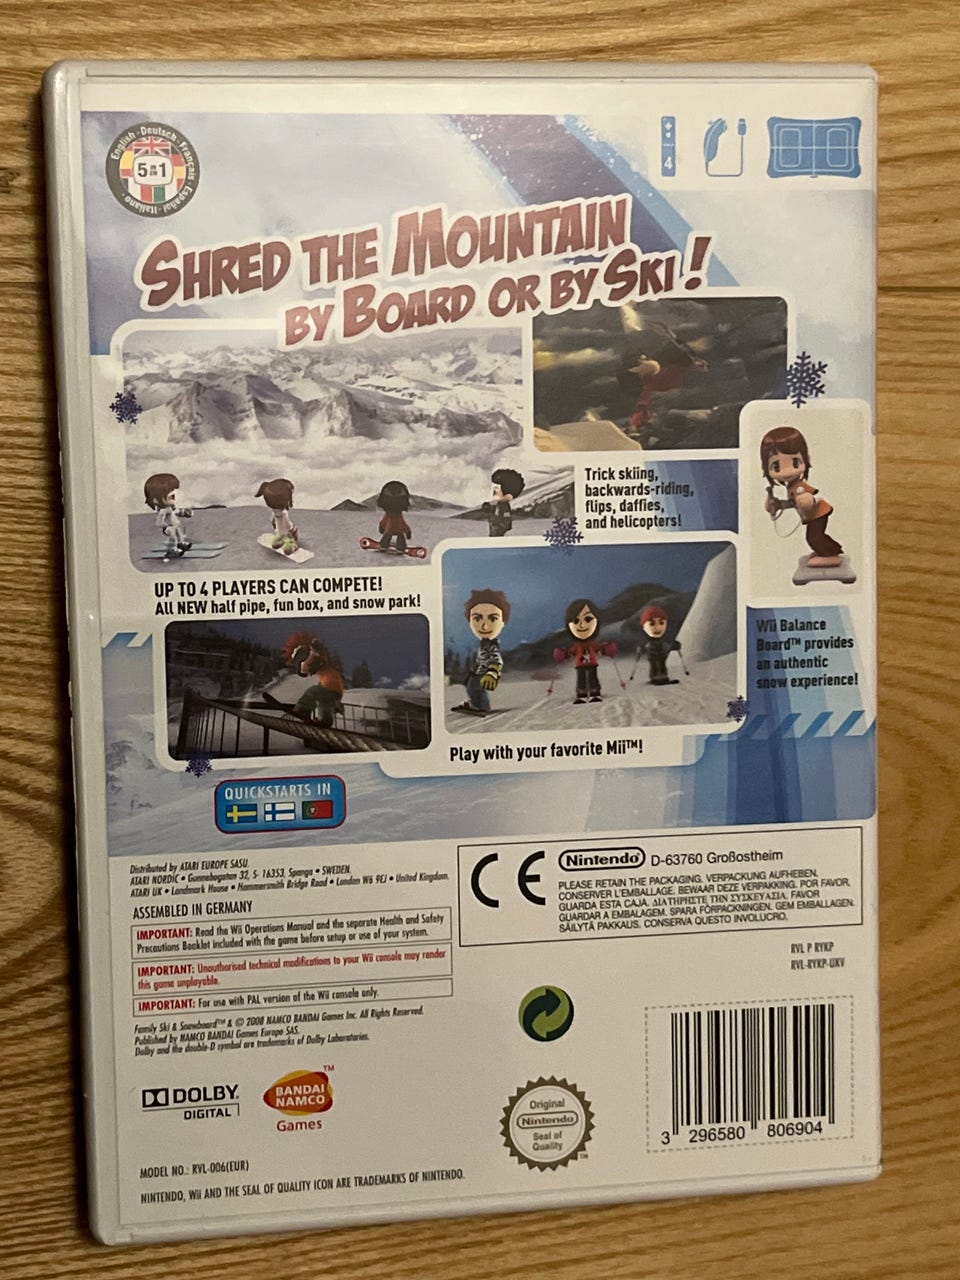 English · Deutsch · Français · Español · Italiano
5 in 1
4
SHRED THE MOUNTAIN
BY BOARD OR BY SKI!
Trick skiing,
backwards-riding,
flips, daffies,
and helicopters!
UP TO 4 PLAYERS CAN COMPETE!
All NEW half pipe, fun box, and snow park!
Wii Balance
Board™ provides
an authentic
snow experience!
Play with your favorite Mii™!
QUICKSTARTS IN
Distributed by ATARI EUROPE SASU.
ATARI NORDIC • Gunnebogatan 32, S- 16353, Spanga • SWEDEN.
ATARI UK • Landmark House • Hammersmith Bridge Road • London W6 9EJ • United Kingdom.
ASSEMBLED IN GERMANY
IMPORTANT: Read the Wii Operations Manual and the separate Health and Safety
Precautions Booklet included with the game before setup or use of your system.
IMPORTANT: Unauthorised technical modifications to your Wii console may render
this game unplayable.
IMPORTANT: For use with PAL version of the Wii console only.
Family Ski & Snowboard™ & © 2008 NAMCO BANDAI Games Inc. All Rights Reserved.
Published by NAMCO BANDAI Games Europe SAS.
Dolby and the double-D symbol are trademarks of Dolby Laboratories.
CE
Nintendo® D-63760 Großostheim
PLEASE RETAIN THE PACKAGING. VERPACKUNG AUFHEBEN.
CONSERVER L'EMBALLAGE. BEWAAR DEZE VERPAKKING. POR FAVOR,
GUARDA ESTA CAJA. ΔΙΑΤΗΡΗΣΤΕ ΤΗΝ ΣΥΣΚΕΥΑΣΙΑ. FAVOR
GUARDAR A EMBALAGEM. SPARA FÖRPACKNINGEN. GEM EMBALLAGEN.
SÄILYTÄ PAKKAUS. CONSERVA QUESTO INVOLUCRO.
RVL P RYKP
RVL-RYKP-UKV
DOLBY®
DIGITAL
BANDAI
NAMCO
™
Games
Original
Nintendo
Seal of
Quality
™
3 296580 806904
MODEL NO.: RVL-006(EUR)
NINTENDO, Wii AND THE SEAL OF QUALITY ICON ARE TRADEMARKS OF NINTENDO.